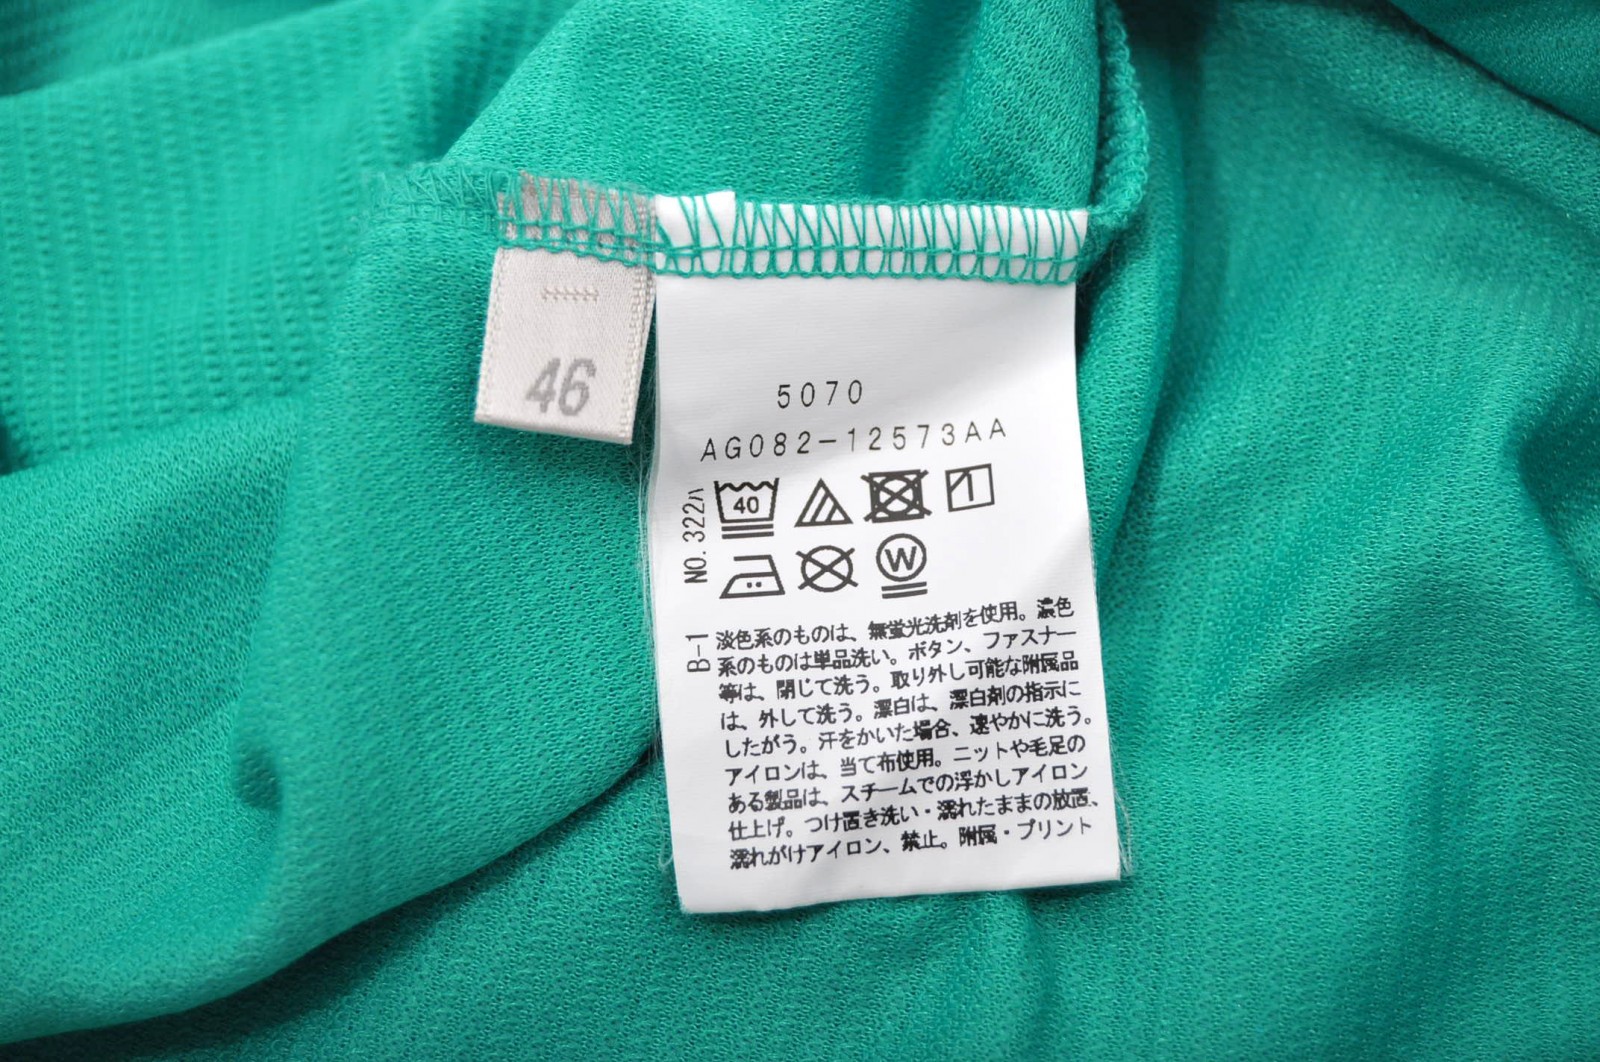 46
5070
AG082-12573AA
NO.322ハ
40
W
B-1
淡色系のものは、無蛍光洗剤を使用。濃色
系のものは単品洗い。ボタン、ファスナー
等は、閉じて洗う。取り外し可能な附属品
は、外して洗う。漂白は、漂白剤の指示に
したがう。汗をかいた場合、速やかに洗う。
アイロンは、当て布使用。ニットや毛足の
ある製品は、スチームでの浮かしアイロン
仕上げ。つけ置き洗い・濡れたままの放置、
濡れがけアイロン、禁止。附属・プリント